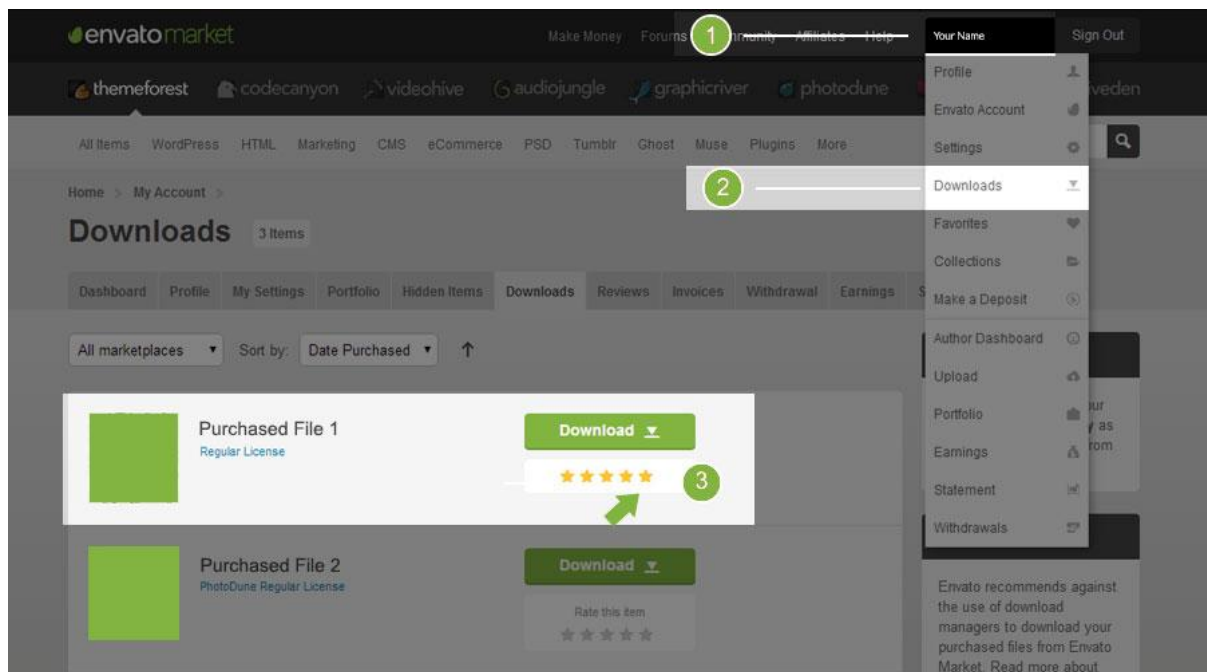 envatomarket
Make Money Forums Community Affiliates Help
1
Your Name
Sign Out
themeforest codecanyon videohive audiojungle graphicriver photodune
Profile
Envato Account
All Items WordPress HTML Marketing CMS eCommerce PSD Tumblr Ghost Muse Plugins More
Settings
Home > My Account >
2
Downloads
Downloads 3 Items
Favorites
Collections
Dashboard Profile My Settings Portfolio Hidden Items Downloads Reviews Invoices Withdrawal Earnings S
Make a Deposit
All marketplaces Sort by: Date Purchased
Author Dashboard
Upload
Portfolio
Earnings
Statement
Withdrawals
Purchased File 1
Regular License
Download
3
Purchased File 2
PhotoDune Regular License
Download
Rate this item
Envato recommends against
the use of download
managers to download your
purchased files from Envato
Market. Read more about